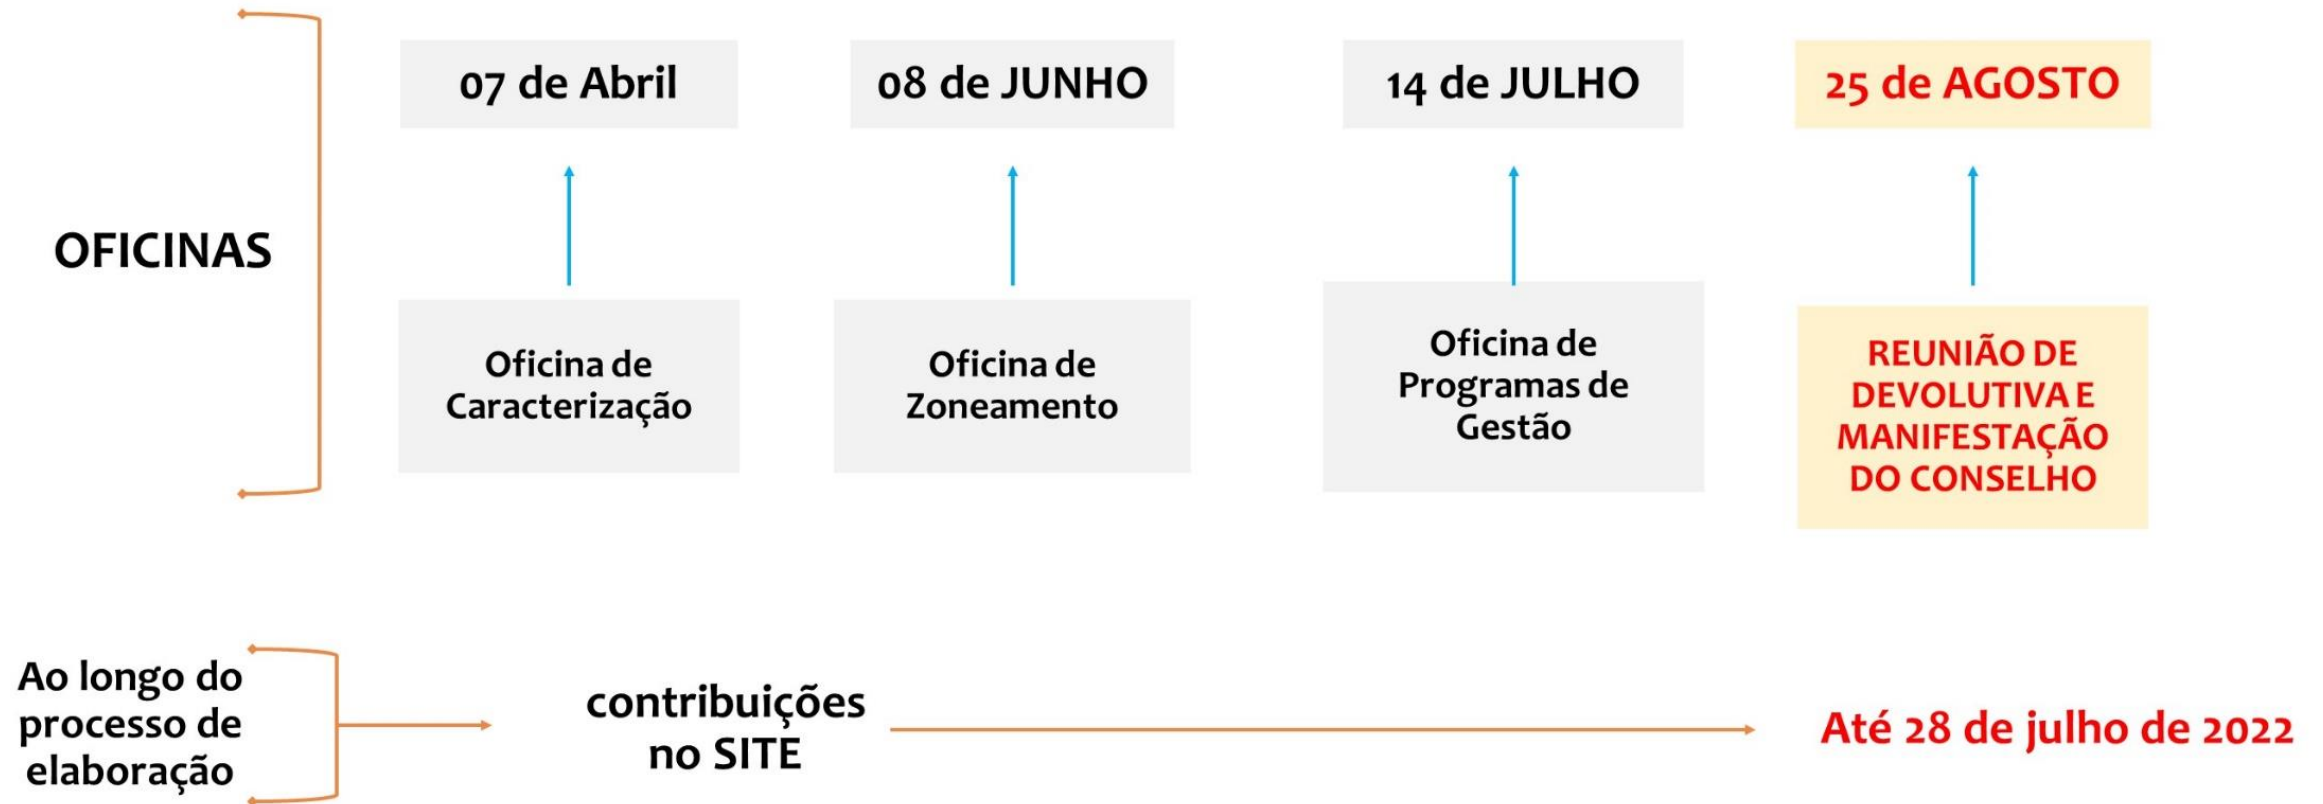 OFICINAS
07 de Abril
08 de JUNHO
14 de JULHO
25 de AGOSTO
Oficina de
Caracterização
Oficina de
Zoneamento
Oficina de
Programas de
Gestão
REUNIÃO DE
DEVOLUTIVA E
MANIFESTAÇÃO
DO CONSELHO
Ao longo do
processo de
elaboração
contribuições
no SITE
Até 28 de julho de 2022